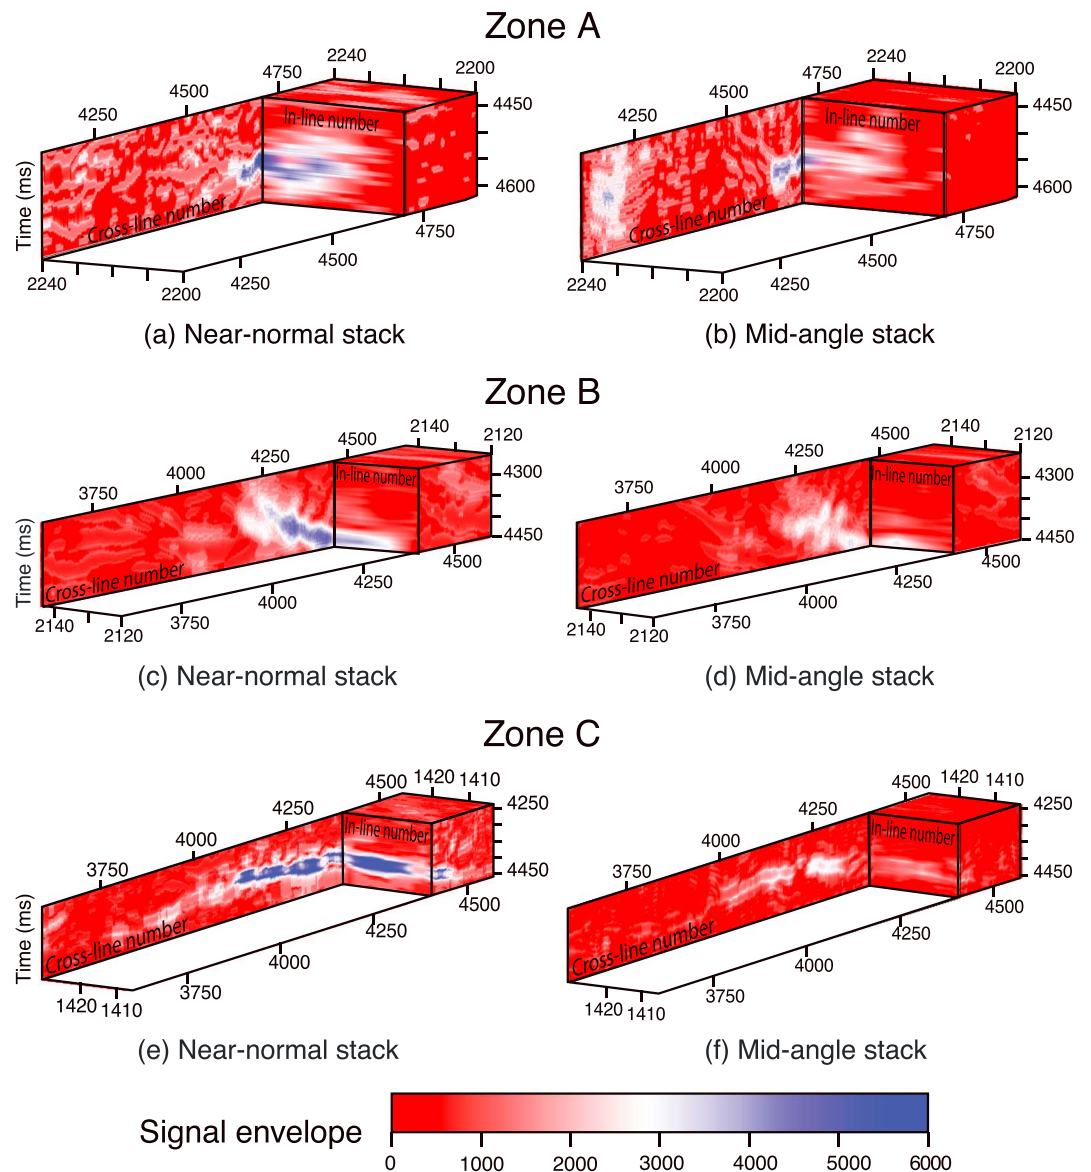 Zone A
2240
4750
2200
4500
4450
4250
In-line number
Time (ms)
4600
Cross-line number
4750
4500
2240
2200
4250
(a) Near-normal stack
2240
4750
2200
4500
4450
4250
In-line number
4600
Cross-line number
4750
4500
2240
2200
4250
(b) Mid-angle stack
Zone B
2140
2120
4500
4250
4300
4000
In-line number
3750
Time (ms)
4450
4500
Cross-line number
4250
4000
2140
2120
3750
(c) Near-normal stack
2140
2120
4500
4250
4300
4000
In-line number
3750
4450
4500
Cross-line number
4250
4000
2140
2120
3750
(d) Mid-angle stack
Zone C
4500 1420 1410
4250
4250
4000
In-line number
3750
4450
Time (ms)
4500
Cross-line number
4250
4000
3750
1420 1410
(e) Near-normal stack
4500 1420 1410
4250
4250
4000
In-line number
3750
4450
4500
Cross-line number
4250
4000
3750
1420 1410
(f) Mid-angle stack
Signal envelope
0 1000 2000 3000 4000 5000 6000